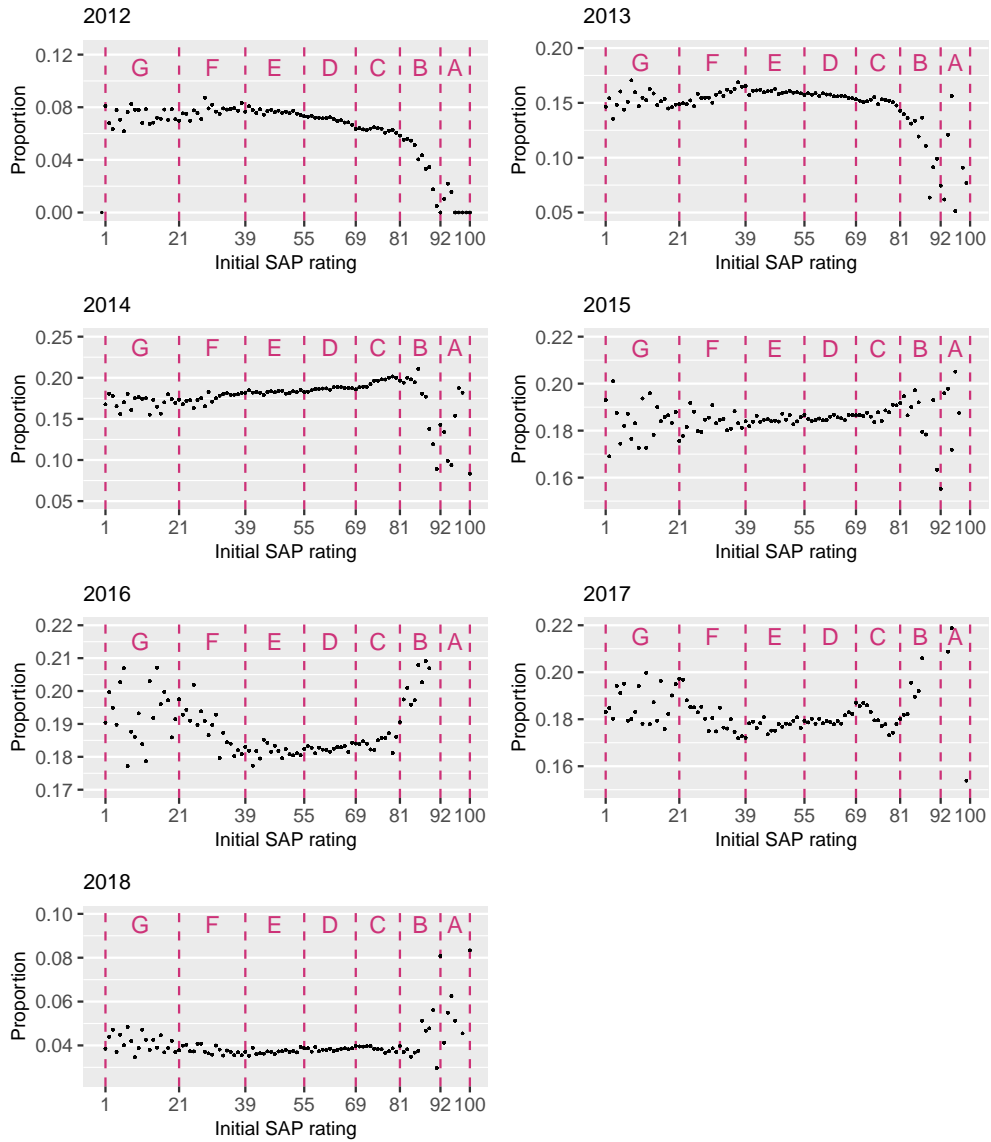 2012
0.12
0.08
0.04
0.00
Proportion
G F E D C B A
1 21 39 55 69 81 92 100
Initial SAP rating
2013
0.20
0.15
0.10
0.05
Proportion
G F E D C B A
1 21 39 55 69 81 92 100
Initial SAP rating
2014
0.25
0.20
0.15
0.10
0.05
Proportion
G F E D C B A
1 21 39 55 69 81 92 100
Initial SAP rating
2015
0.22
0.20
0.18
0.16
Proportion
G F E D C B A
1 21 39 55 69 81 92 100
Initial SAP rating
2016
0.22
0.21
0.20
0.19
0.18
0.17
Proportion
G F E D C B A
1 21 39 55 69 81 92 100
Initial SAP rating
2017
0.22
0.20
0.18
0.16
Proportion
G F E D C B A
1 21 39 55 69 81 92 100
Initial SAP rating
2018
0.10
0.08
0.06
0.04
Proportion
G F E D C B A
1 21 39 55 69 81 92 100
Initial SAP rating